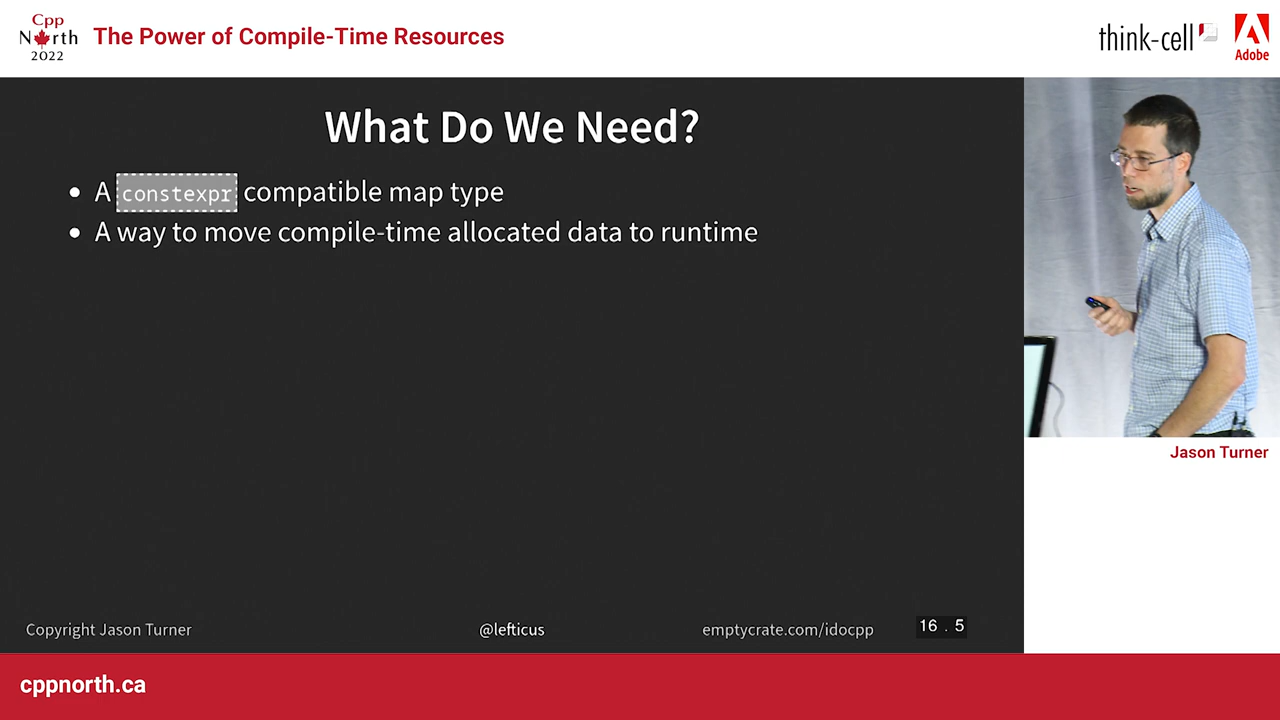 Cpp
North
2022
The Power of Compile-Time Resources
think-cell
Adobe
What Do We Need?
A constexpr compatible map type
A way to move compile-time allocated data to runtime
Jason Turner
Copyright Jason Turner
@lefticus
emptycrate.com/idocpp
16 . 5
cppnorth.ca